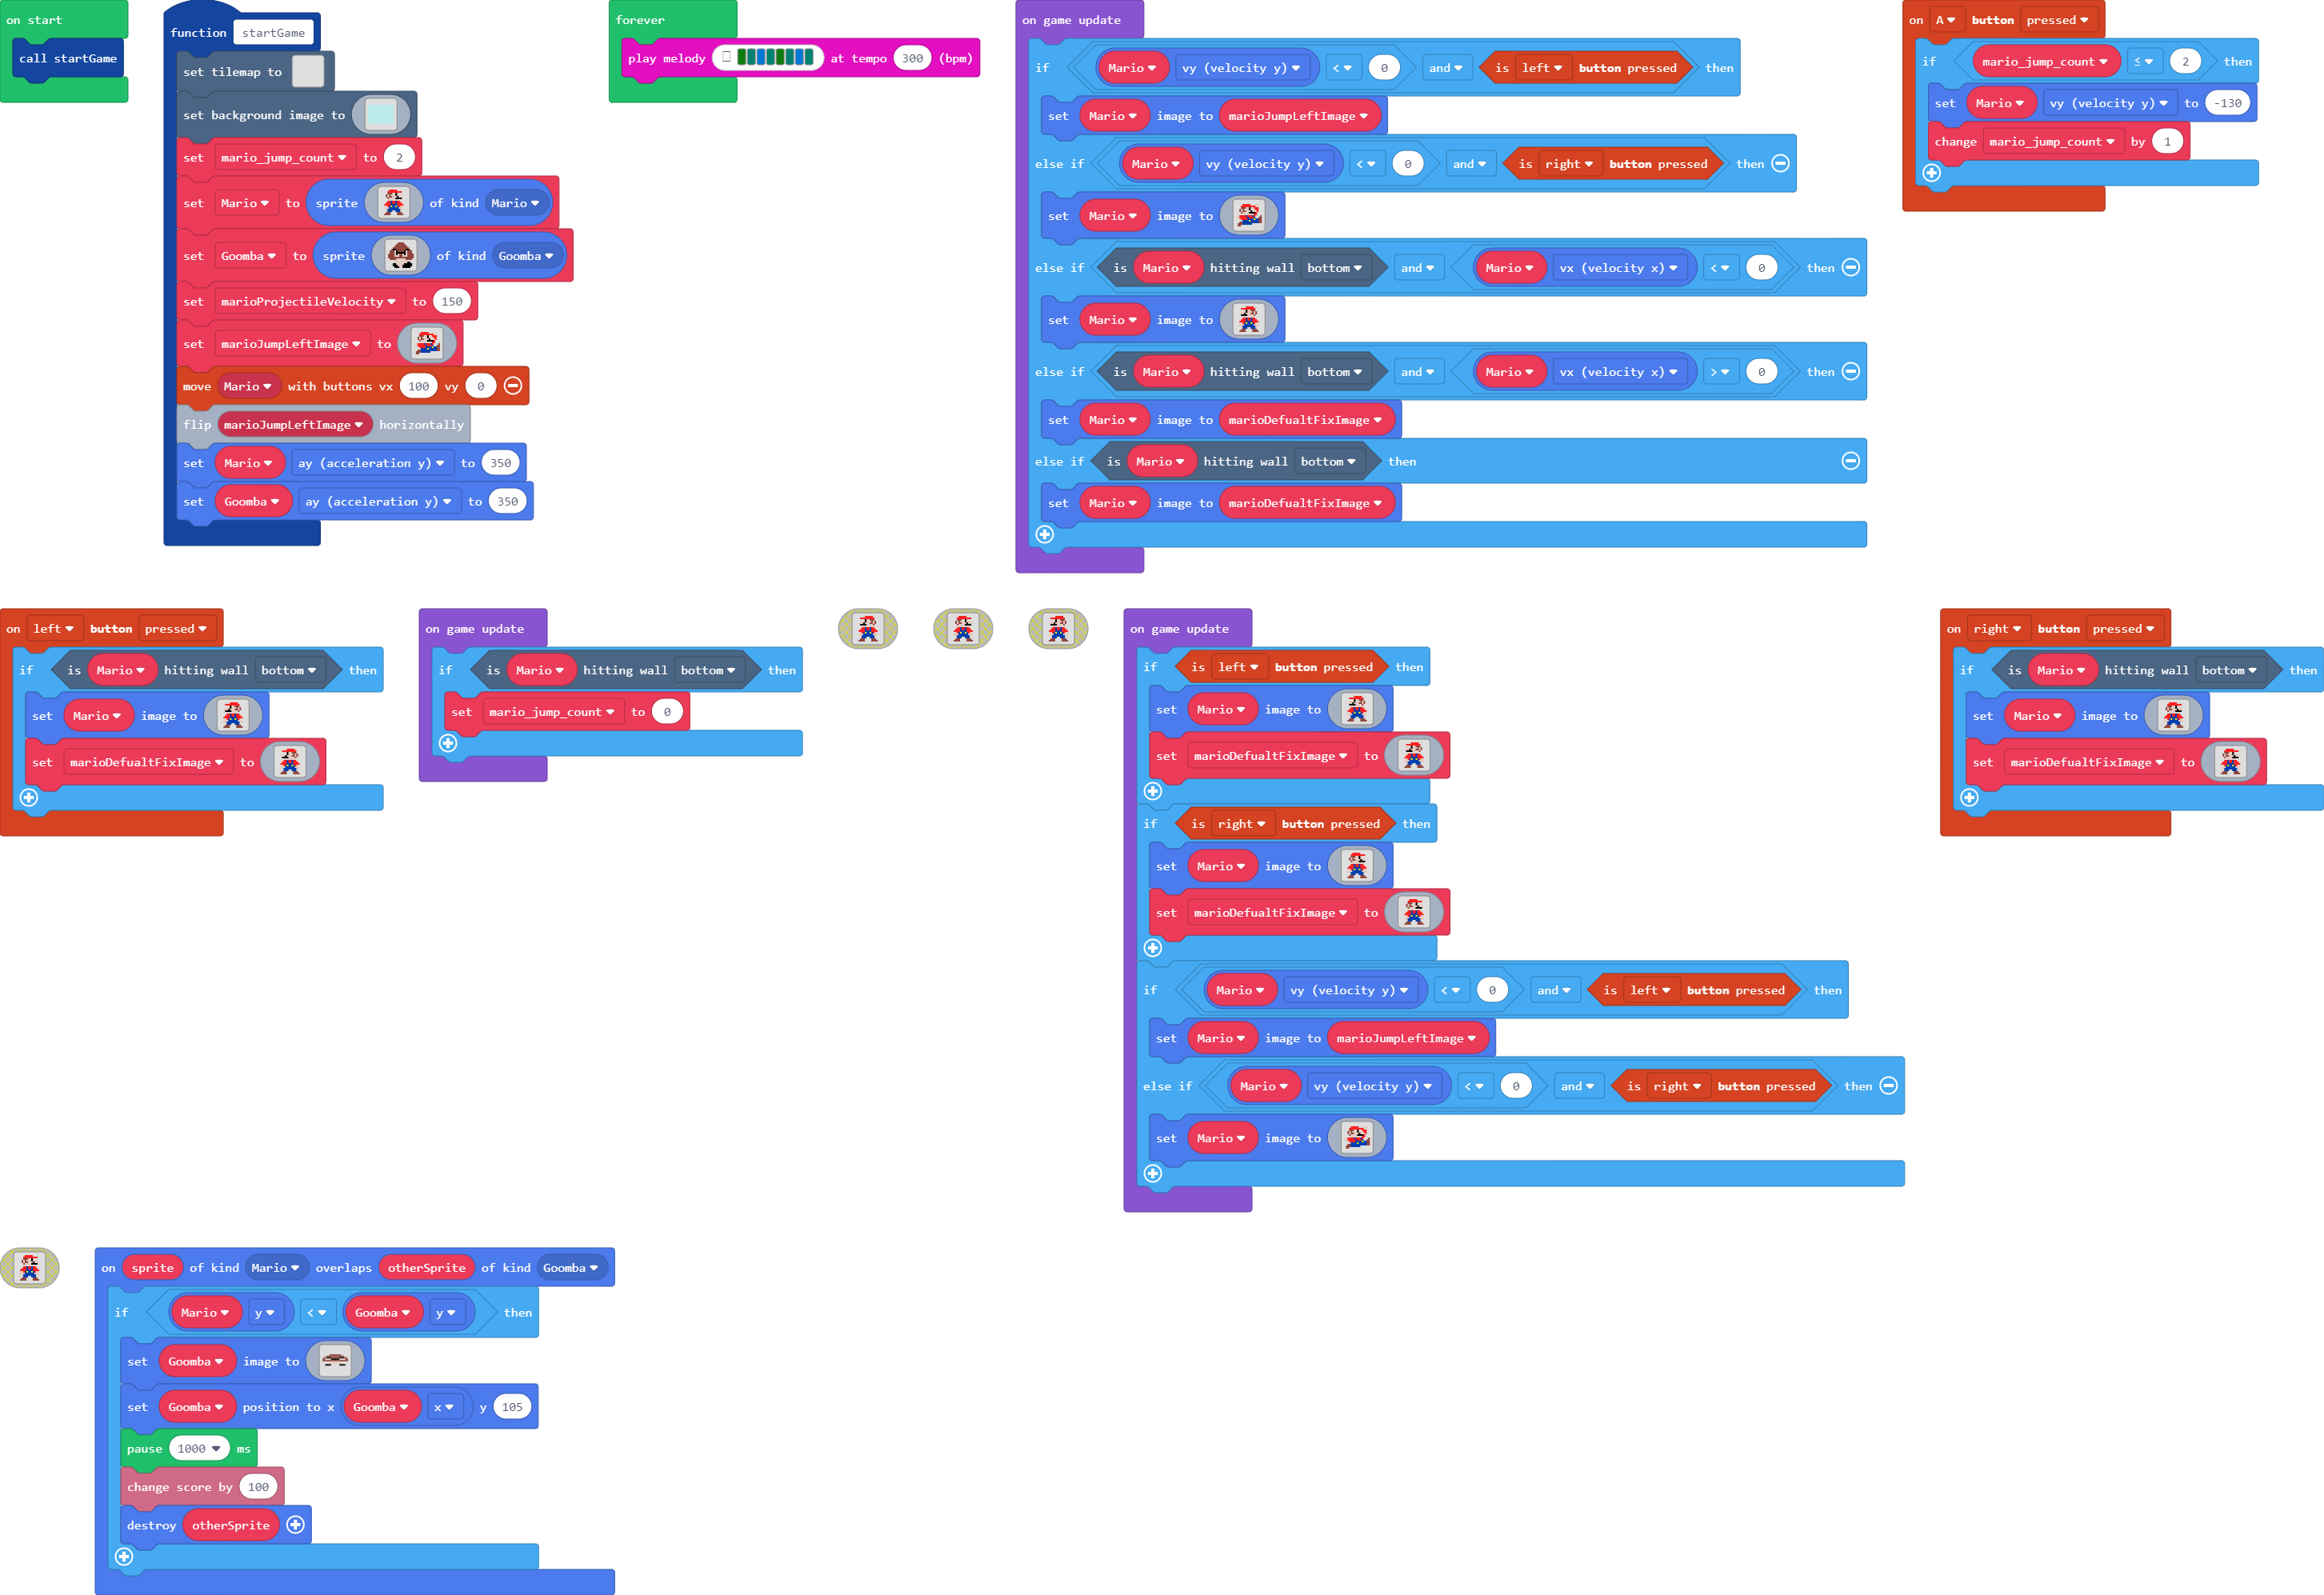 on start
call startGame
function startGame
set tilemap to
set background image to
set mario_jump_count to 2
set Mario to sprite of kind Mario
set Goomba to sprite of kind Goomba
set marioProjectileVelocity to 150
set marioJumpLeftImage to
move Mario with buttons vx 100 vy 0
flip marioJumpLeftImage horizontally
set Mario ay (acceleration y) to 350
set Goomba ay (acceleration y) to 350
forever
play melody at tempo 300 (bpm)
on game update
if Mario vy (velocity y) < 0 and is left button pressed then
set Mario image to marioJumpLeftImage
else if Mario vy (velocity y) < 0 and is right button pressed then
set Mario image to
else if is Mario hitting wall bottom and Mario vx (velocity x) < 0 then
set Mario image to
else if is Mario hitting wall bottom and Mario vx (velocity x) > 0 then
set Mario image to marioDefualtFixImage
else if is Mario hitting wall bottom then
set Mario image to marioDefualtFixImage
on A button pressed
if mario_jump_count ≤ 2 then
set Mario vy (velocity y) to -130
change mario_jump_count by 1
on left button pressed
if is Mario hitting wall bottom then
set Mario image to
set marioDefualtFixImage to
on game update
if is Mario hitting wall bottom then
set mario_jump_count to 0
on game update
if is left button pressed then
set Mario image to
set marioDefualtFixImage to
if is right button pressed then
set Mario image to
set marioDefualtFixImage to
if Mario vy (velocity y) < 0 and is left button pressed then
set Mario image to marioJumpLeftImage
else if Mario vy (velocity y) < 0 and is right button pressed then
set Mario image to
on right button pressed
if is Mario hitting wall bottom then
set Mario image to
set marioDefualtFixImage to
on sprite of kind Mario overlaps otherSprite of kind Goomba
if Mario y < Goomba y then
set Goomba image to
set Goomba position to x Goomba x y 105
pause 1000 ms
change score by 100
destroy otherSprite